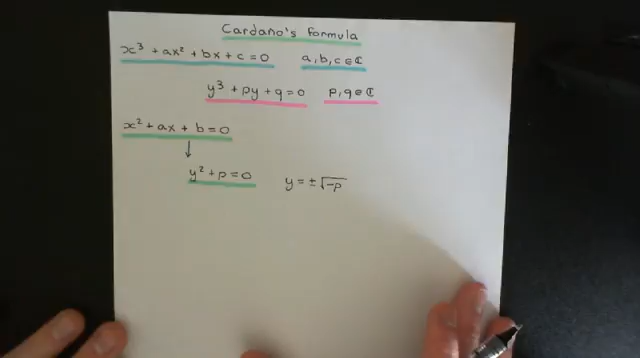 Cardano's Formula
x³ + ax² + bx + c = 0   a, b, c ∈ ℂ
y³ + py + q = 0   p, q ∈ ℂ
x² + ax + b = 0
↓
y² + p = 0   y = ±√-p